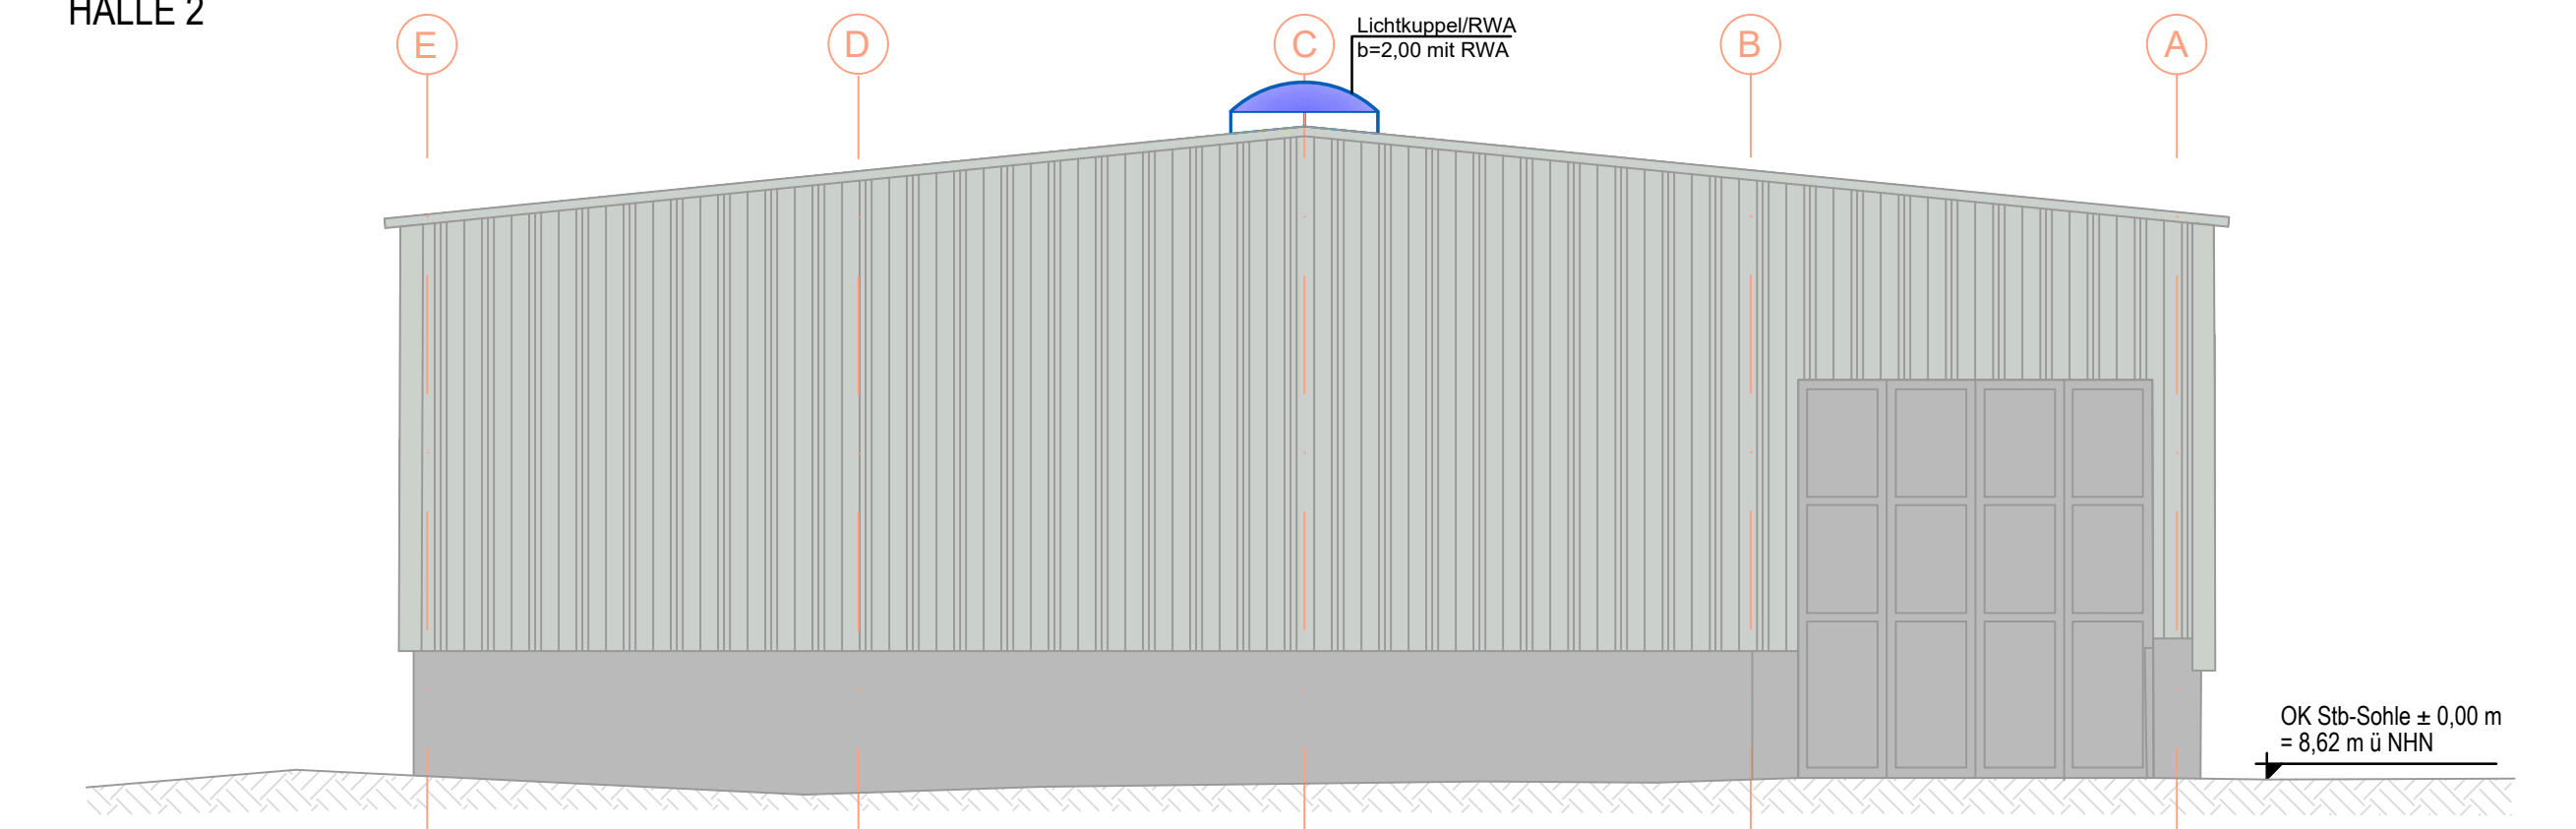 HALLE 2
E
D
C
B
A
Lichtkuppel/RWA
b=2,00 mit RWA
OK Stb-Sohle ± 0,00 m
= 8,62 m ü NHN